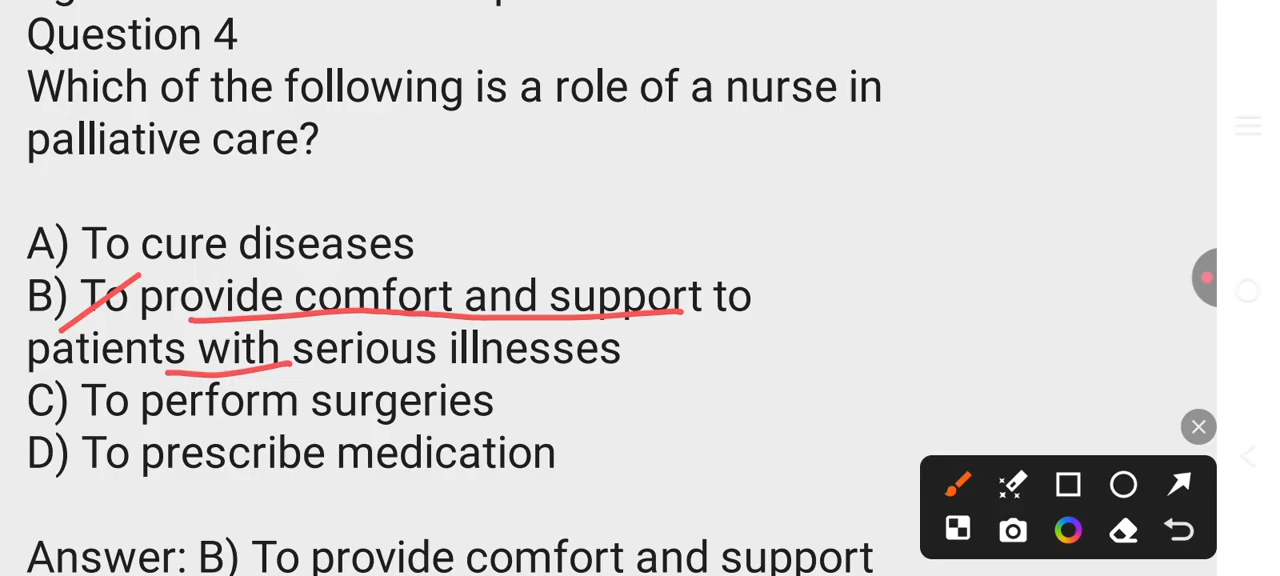 Question 4
Which of the following is a role of a nurse in
palliative care?
A) To cure diseases
B) To provide comfort and support to
patients with serious illnesses
C) To perform surgeries
D) To prescribe medication
Answer: B) To provide comfort and support